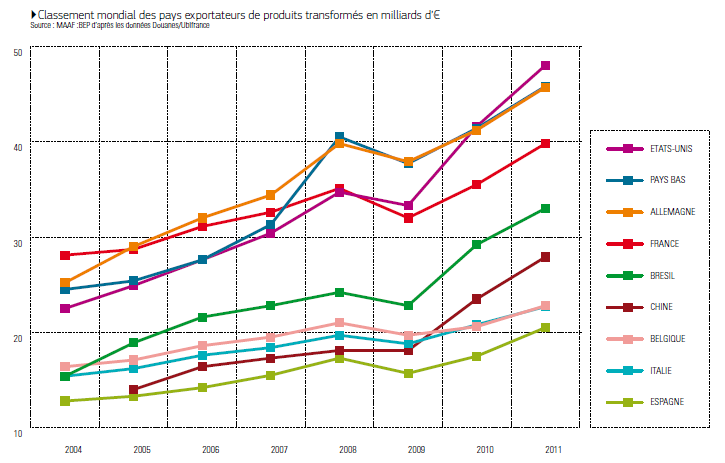 Classement mondial des pays exportateurs de produits transformés en milliards d'€
Source : MAAF :BEP d'après les données Douanes/Ubifrance
50
40
30
20
10
2004 2005 2006 2007 2008 2009 2010 2011
ETATS-UNIS
PAYS BAS
ALLEMAGNE
FRANCE
BRESIL
CHINE
BELGIQUE
ITALIE
ESPAGNE